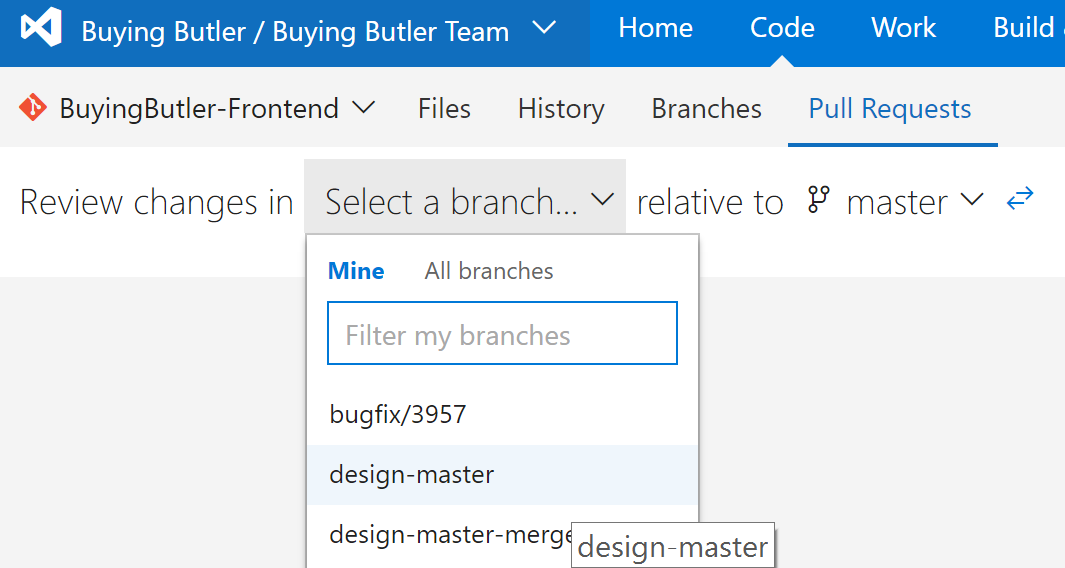 Buying Butler / Buying Butler Team Home Code Work Build
BuyingButler-Frontend Files History Branches Pull Requests
Review changes in Select a branch... relative to master
Mine All branches
Filter my branches
bugfix/3957
design-master
design-master-merge
design-master